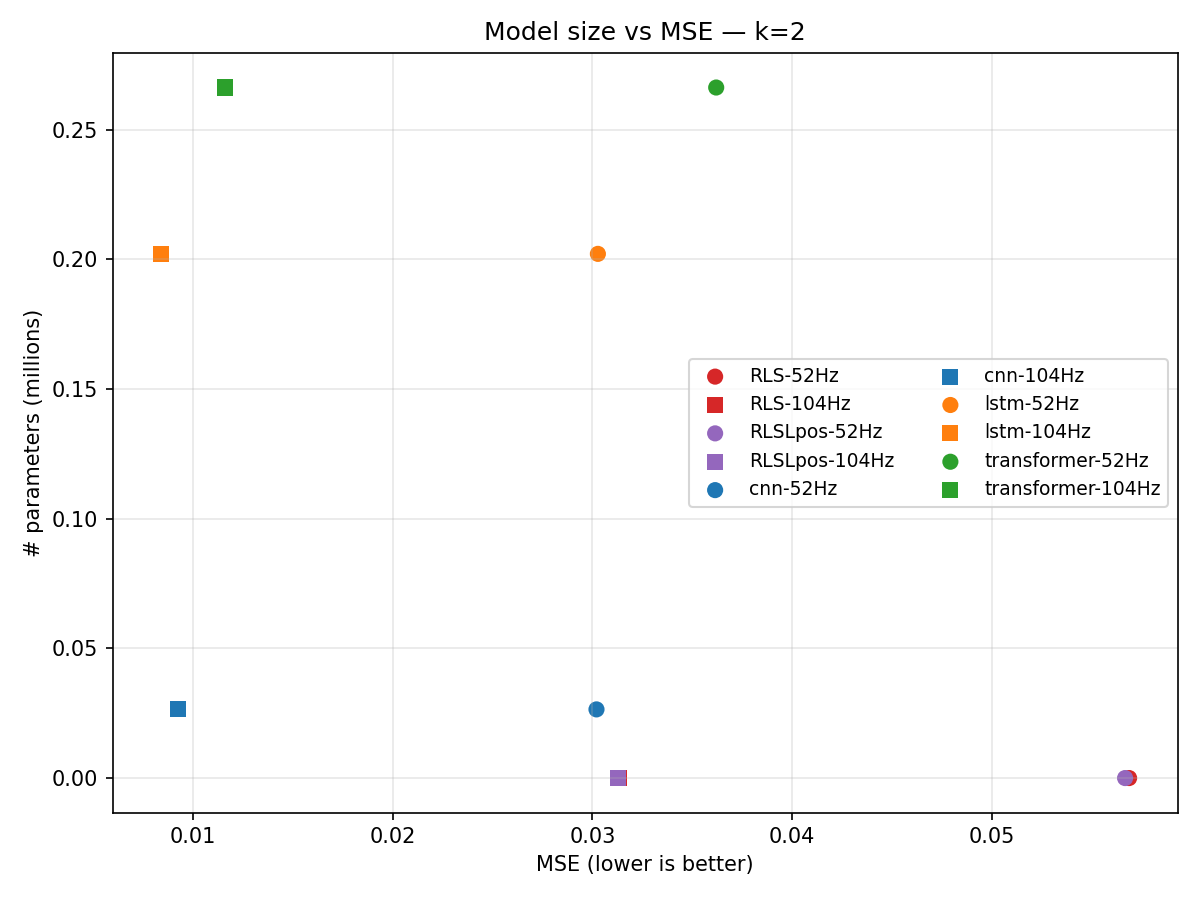 Model size vs MSE — k=2
# parameters (millions)
0.25
0.20
0.15
0.10
0.05
0.00
RLS-52Hz
RLS-104Hz
RLSLpos-52Hz
RLSLpos-104Hz
cnn-52Hz
cnn-104Hz
lstm-52Hz
lstm-104Hz
transformer-52Hz
transformer-104Hz
0.01 0.02 0.03 0.04 0.05
MSE (lower is better)